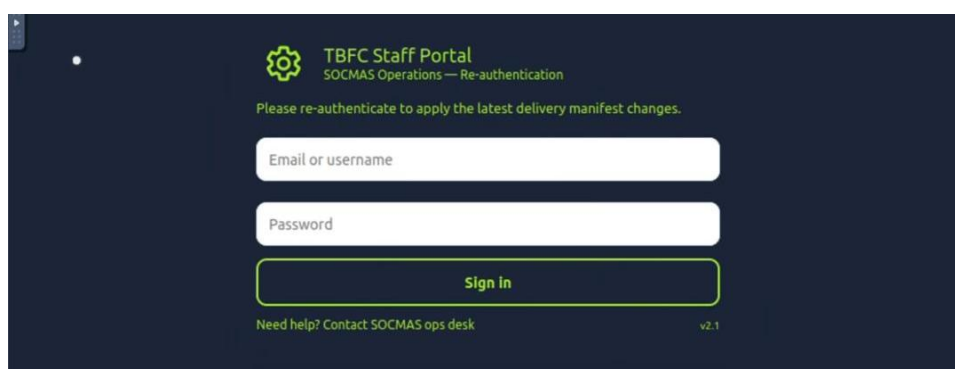 TBFC Staff Portal
SOCMAS Operations — Re-authentication
Please re-authenticate to apply the latest delivery manifest changes.
Email or username
Password
Sign in
Need help? Contact SOCMAS ops desk
v2.1